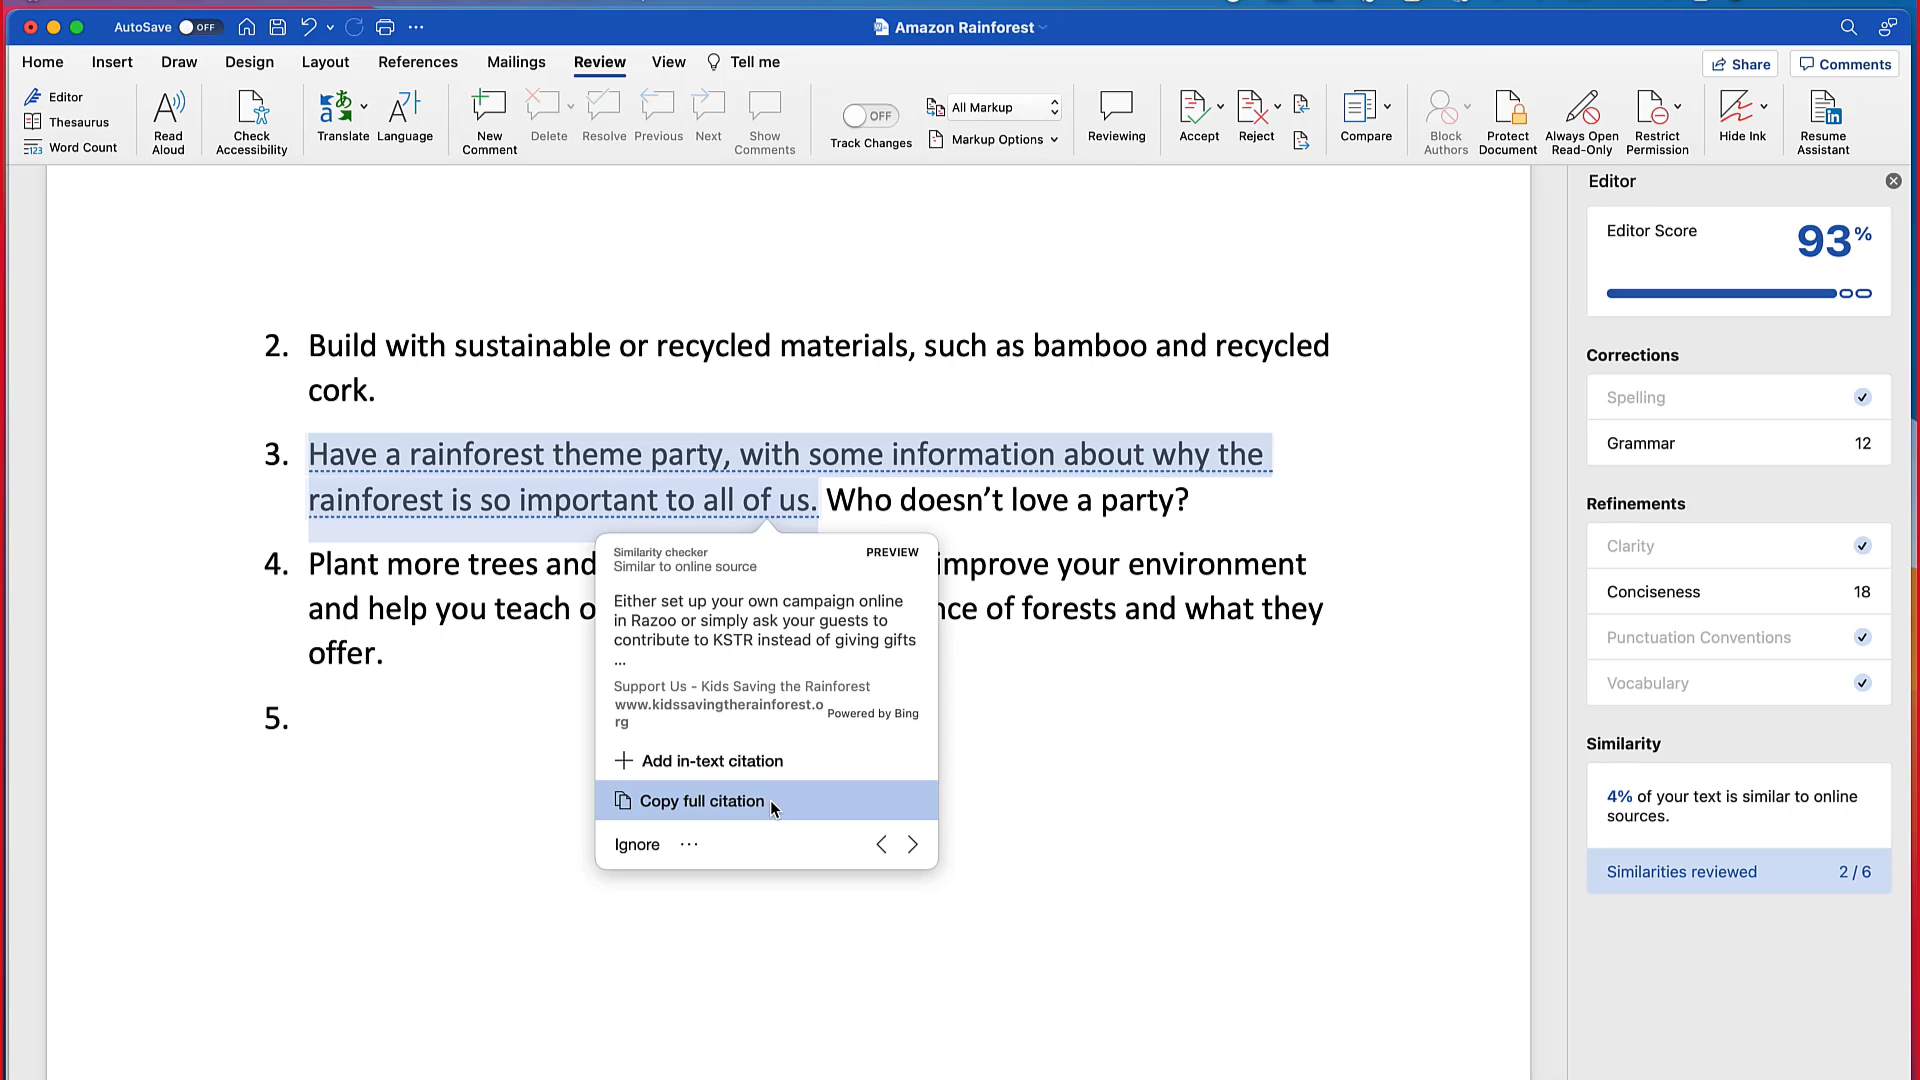 AutoSave OFF
Amazon Rainforest
Home Insert Draw Design Layout References Mailings Review View Tell me
Share Comments
Editor
Thesaurus
123 Word Count
Read Aloud
Check Accessibility
Translate
Language
New Comment
Delete
Resolve
Previous
Next
Show Comments
OFF
Track Changes
All Markup
Markup Options
Reviewing
Accept
Reject
Compare
Block Authors
Protect Document
Always Open Read-Only
Restrict Permission
Hide Ink
Resume Assistant
2. Build with sustainable or recycled materials, such as bamboo and recycled
cork.
3. Have a rainforest theme party, with some information about why the
rainforest is so important to all of us. Who doesn’t love a party?
4. Plant more trees and improve your environment
and help you teach o nce of forests and what they
offer.
5.
Similarity checker
PREVIEW
Similar to online source
Either set up your own campaign online
in Razoo or simply ask your guests to
contribute to KSTR instead of giving gifts
...
Support Us - Kids Saving the Rainforest
www.kidssavingtherainforest.o
rg
Powered by Bing
Add in-text citation
Copy full citation
Ignore ...
Editor
Editor Score 93%
Corrections
Spelling
Grammar 12
Refinements
Clarity
Conciseness 18
Punctuation Conventions
Vocabulary
Similarity
4% of your text is similar to online
sources.
Similarities reviewed 2 / 6